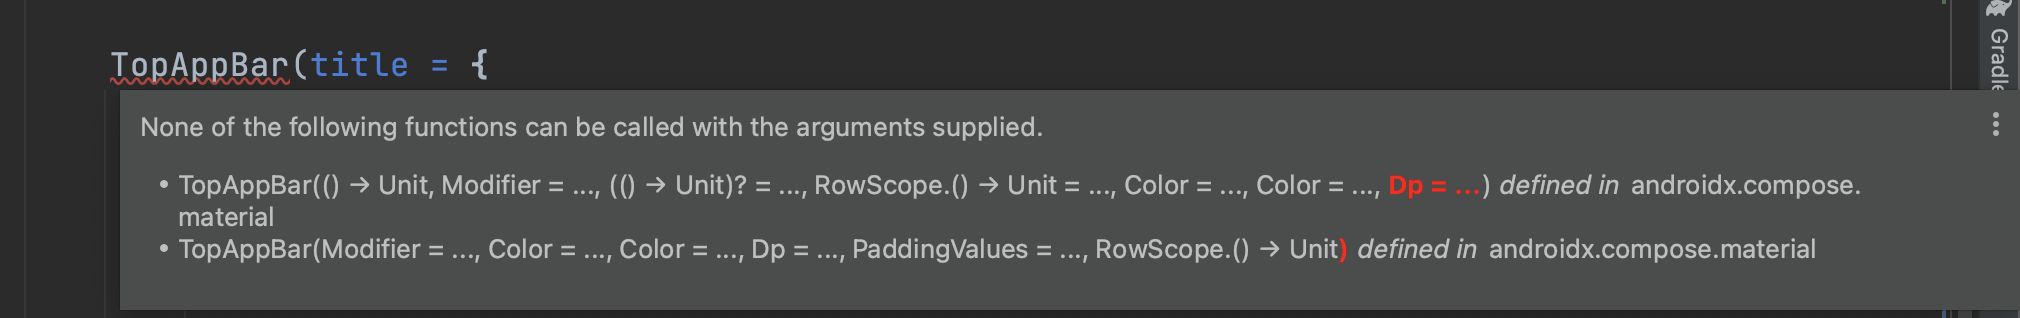 TopAppBar(title = {
None of the following functions can be called with the arguments supplied.
• TopAppBar(() → Unit, Modifier = ..., (() → Unit)? = ..., RowScope.() → Unit = ..., Color = ..., Color = ..., Dp = ...) defined in androidx.compose.
material
• TopAppBar(Modifier = ..., Color = ..., Color = ..., Dp = ..., PaddingValues = ..., RowScope.() → Unit) defined in androidx.compose.material
Gradle